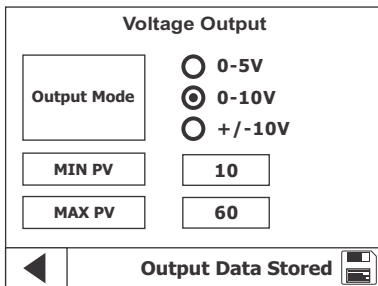 Voltage Output
Output Mode
0-5V
0-10V
+/-10V
MIN PV 10
MAX PV 60
Output Data Stored